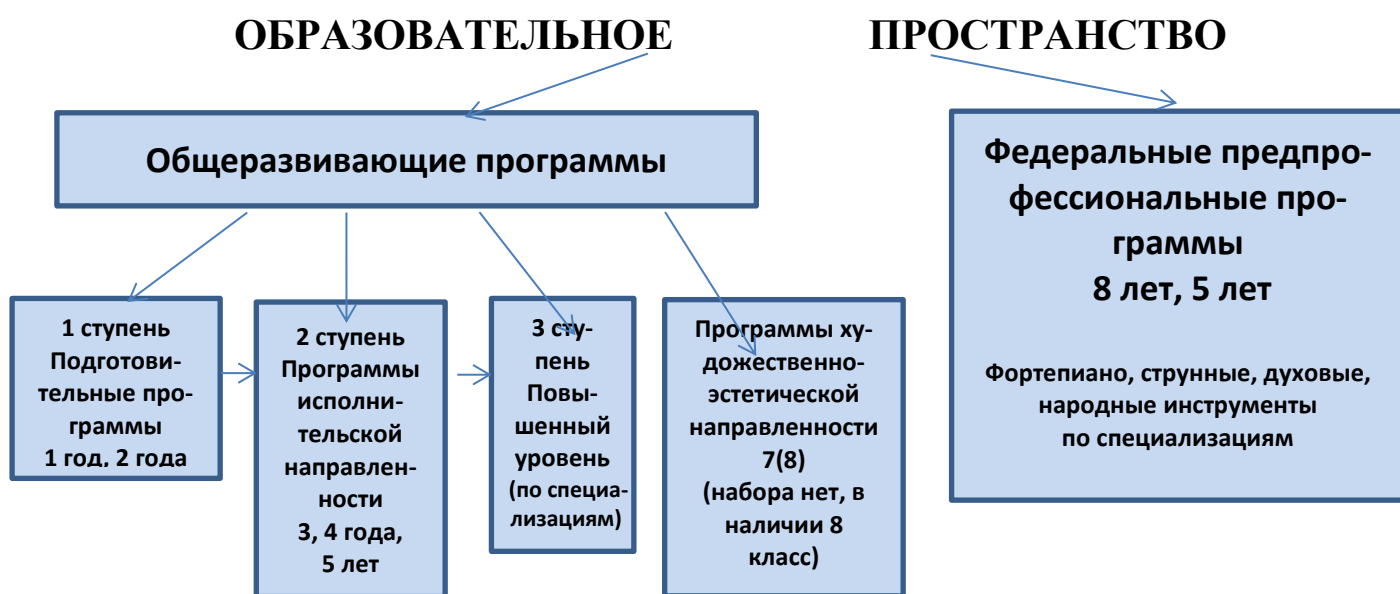 ОБРАЗОВАТЕЛЬНОЕ ПРОСТРАНСТВО
Общеразвивающие программы
Федеральные предпро-
фессиональные про-
граммы
8 лет, 5 лет
Фортепиано, струнные, духовые,
народные инструменты
по специализациям
1 ступень
Подготови-
тельные про-
граммы
1 год, 2 года
2 ступень
Программы
исполни-
тельской
направлен-
ности
3, 4 года,
5 лет
3 сту-
пень
Повы-
шенный
уровень
(по специа-
лизациям)
Программы ху-
дожественно-
эстетической
направленности
7(8)
(набора нет, в
наличии 8
класс)